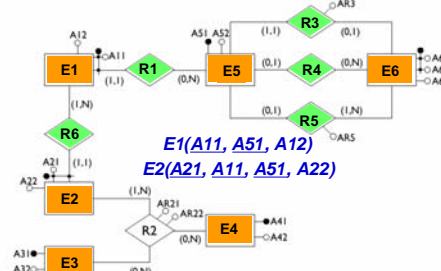 AR3
A12
A51 A52
R3
A11
(1,1) (0,1)
E1 R1 E5 R4 E6
(1,1) (0,N) (0,1) (0,N)
(0,1) (1,N)
(1,N)
R5
R6
AR5
E1(A11, A51, A12)
A21 (1,1)
E2(A21, A11, A51, A22)
A22
E2 (1,N)
AR21
AR22
A41
R2 E4
(0,N)
A42
A31
E3
A32
(0,N)